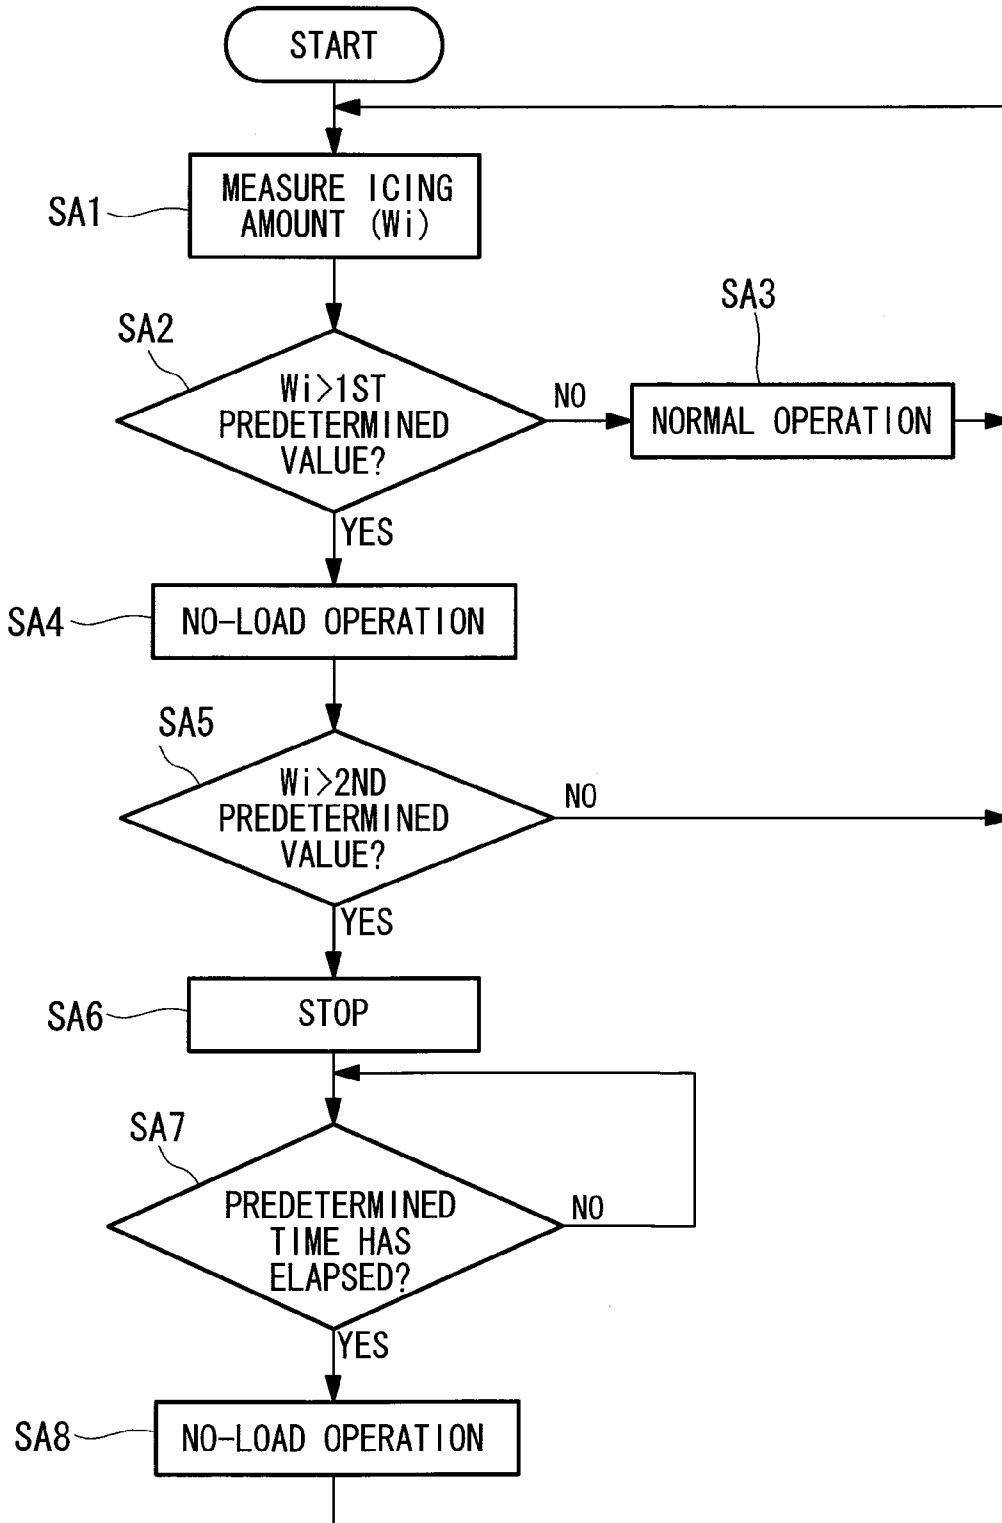 START
SA1
MEASURE ICING
AMOUNT (Wi)
SA2
Wi>1ST
PREDETERMINED
VALUE?
NO
SA3
NORMAL OPERATION
YES
SA4
NO-LOAD OPERATION
SA5
Wi>2ND
PREDETERMINED
VALUE?
NO
YES
SA6
STOP
SA7
PREDETERMINED
TIME HAS
ELAPSED?
NO
YES
SA8
NO-LOAD OPERATION